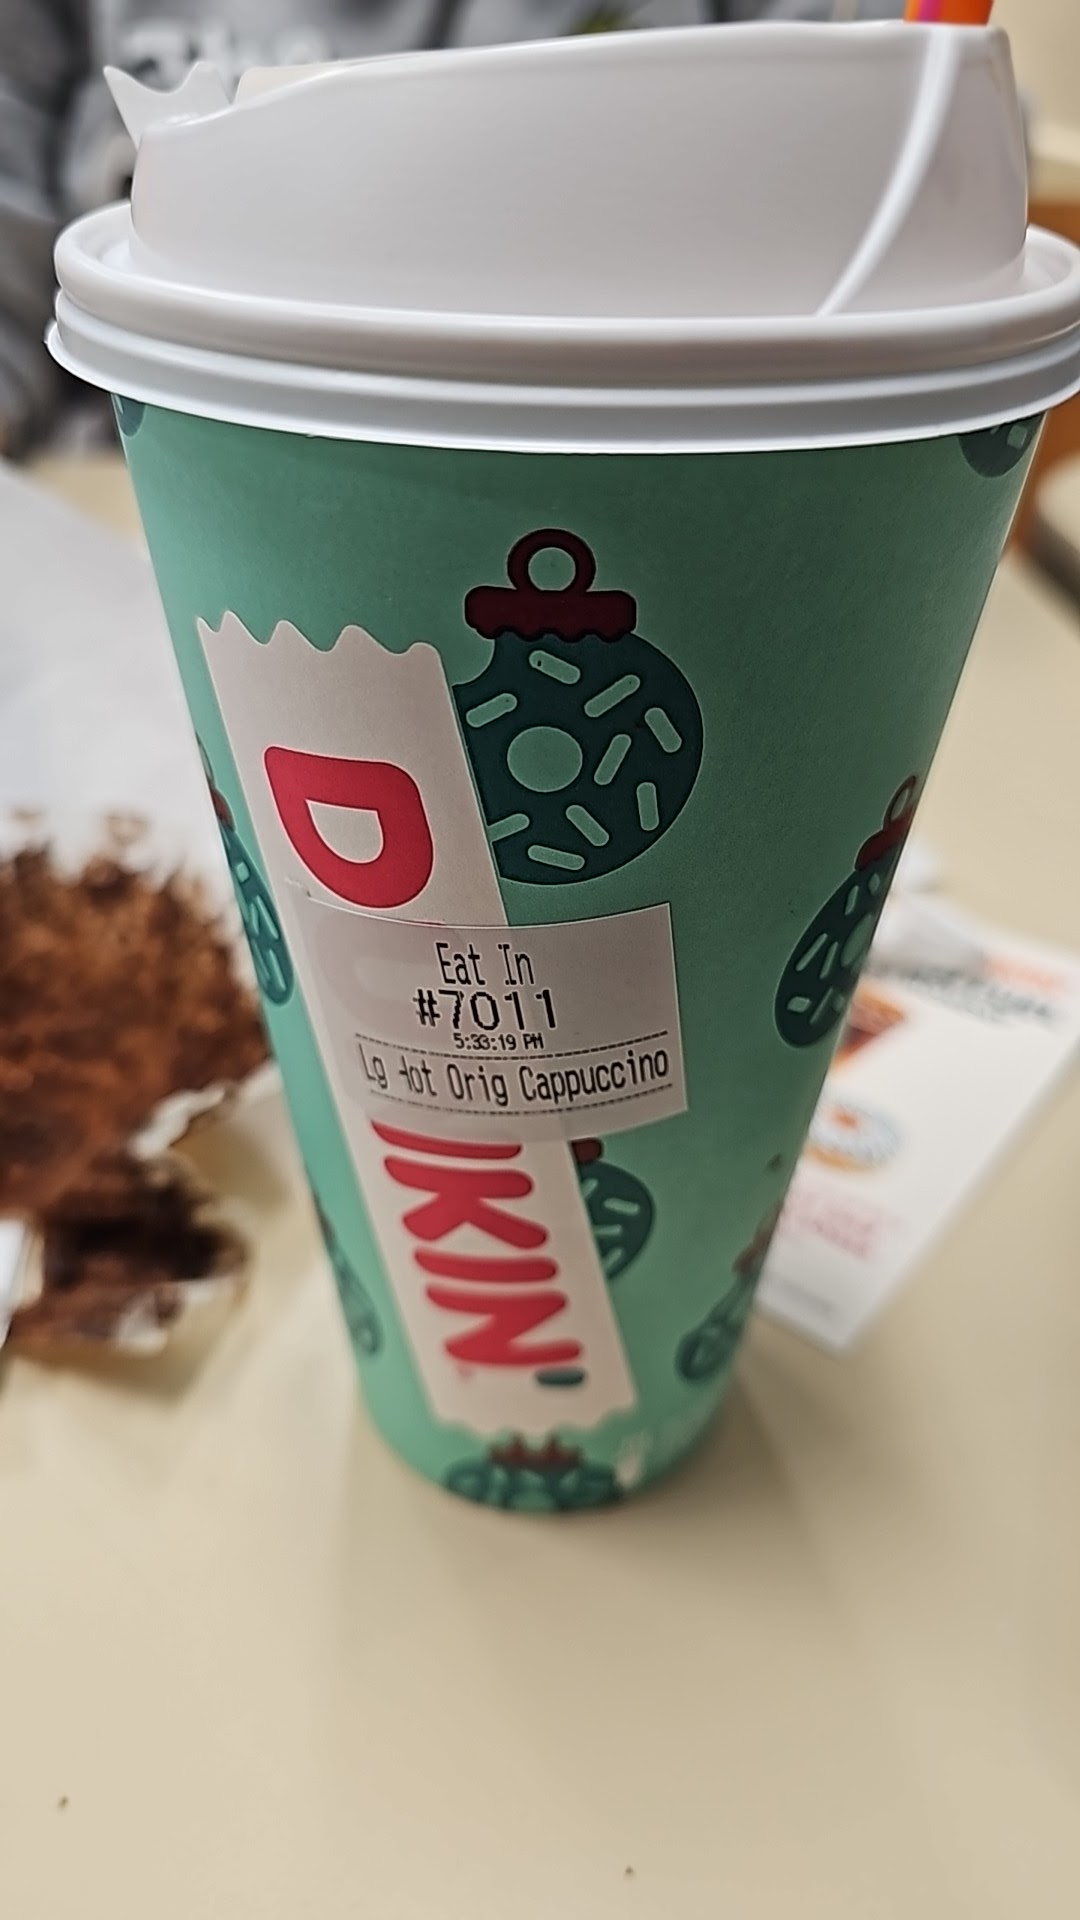 D
Eat In
#7011
5:33:19 PM
Lg Hot Orig Cappuccino
KIN'